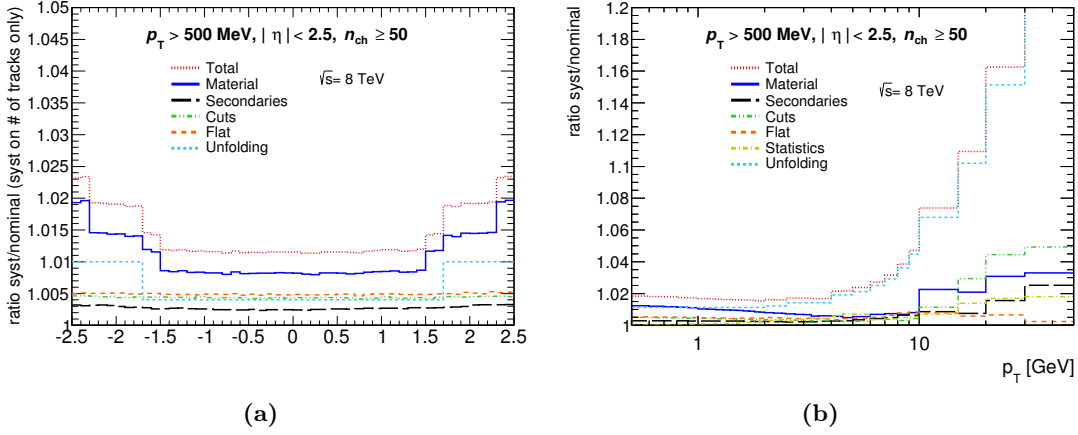 ratio syst/nominal (syst on # of tracks only)
1.05
1.045
1.04
1.035
1.03
1.025
1.02
1.015
1.01
1.005
1
p_T > 500 MeV, | η | < 2.5, n_ch ≥ 50
√s= 8 TeV
Total
Material
Secondaries
Cuts
Flat
Unfolding
-2.5 -2 -1.5 -1 -0.5 0 0.5 1 1.5 2 2.5
(a)
ratio syst/nominal
1.2
1.18
1.16
1.14
1.12
1.1
1.08
1.06
1.04
1.02
1
p_T > 500 MeV, | η | < 2.5, n_ch ≥ 50
√s= 8 TeV
Total
Material
Secondaries
Cuts
Flat
Statistics
Unfolding
1 10
p_T [GeV]
(b)